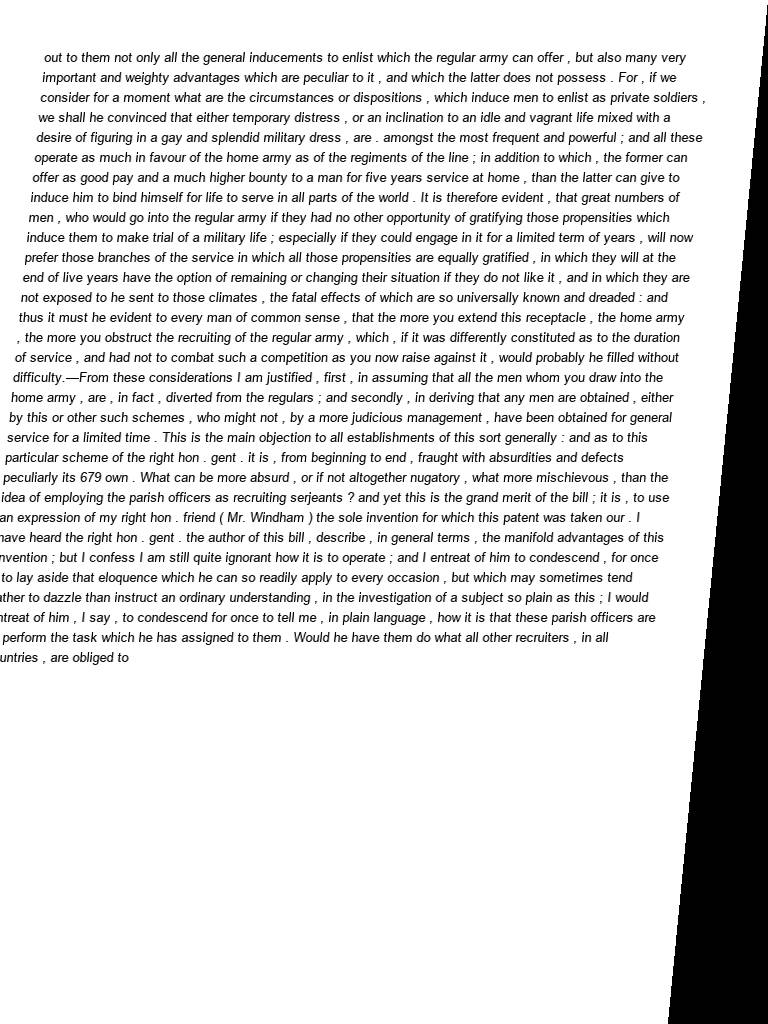 out to them not only all the general inducements to enlist which the regular army can offer , but also many very
important and weighty advantages which are peculiar to it , and which the latter does not possess . For , if we
consider for a moment what are the circumstances or dispositions , which induce men to enlist as private soldiers ,
we shall he convinced that either temporary distress , or an inclination to an idle and vagrant life mixed with a
desire of figuring in a gay and splendid military dress , are . amongst the most frequent and powerful ; and all these
operate as much in favour of the home army as of the regiments of the line ; in addition to which , the former can
offer as good pay and a much higher bounty to a man for five years service at home , than the latter can give to
induce him to bind himself for life to serve in all parts of the world . It is therefore evident , that great numbers of
men , who would go into the regular army if they had no other opportunity of gratifying those propensities which
induce them to make trial of a military life ; especially if they could engage in it for a limited term of years , will now
prefer those branches of the service in which all those propensities are equally gratified , in which they will at the
end of live years have the option of remaining or changing their situation if they do not like it , and in which they are
not exposed to he sent to those climates , the fatal effects of which are so universally known and dreaded : and
thus it must he evident to every man of common sense , that the more you extend this receptacle , the home army
, the more you obstruct the recruiting of the regular army , which , if it was differently constituted as to the duration
of service , and had not to combat such a competition as you now raise against it , would probably he filled without
difficulty.—From these considerations I am justified , first , in assuming that all the men whom you draw into the
home army , are , in fact , diverted from the regulars ; and secondly , in deriving that any men are obtained , either
by this or other such schemes , who might not , by a more judicious management , have been obtained for general
service for a limited time . This is the main objection to all establishments of this sort generally : and as to this
particular scheme of the right hon . gent . it is , from beginning to end , fraught with absurdities and defects
peculiarly its 679 own . What can be more absurd , or if not altogether nugatory , what more mischievous , than the
idea of employing the parish officers as recruiting serjeants ? and yet this is the grand merit of the bill ; it is , to use
an expression of my right hon . friend ( Mr. Windham ) the sole invention for which this patent was taken our . I
have heard the right hon . gent . the author of this bill , describe , in general terms , the manifold advantages of this
nvention ; but I confess I am still quite ignorant how it is to operate ; and I entreat of him to condescend , for once
to lay aside that eloquence which he can so readily apply to every occasion , but which may sometimes tend
ather to dazzle than instruct an ordinary understanding , in the investigation of a subject so plain as this ; I would
ntreat of him , I say , to condescend for once to tell me , in plain language , how it is that these parish officers are
perform the task which he has assigned to them . Would he have them do what all other recruiters , in all
untries , are obliged to